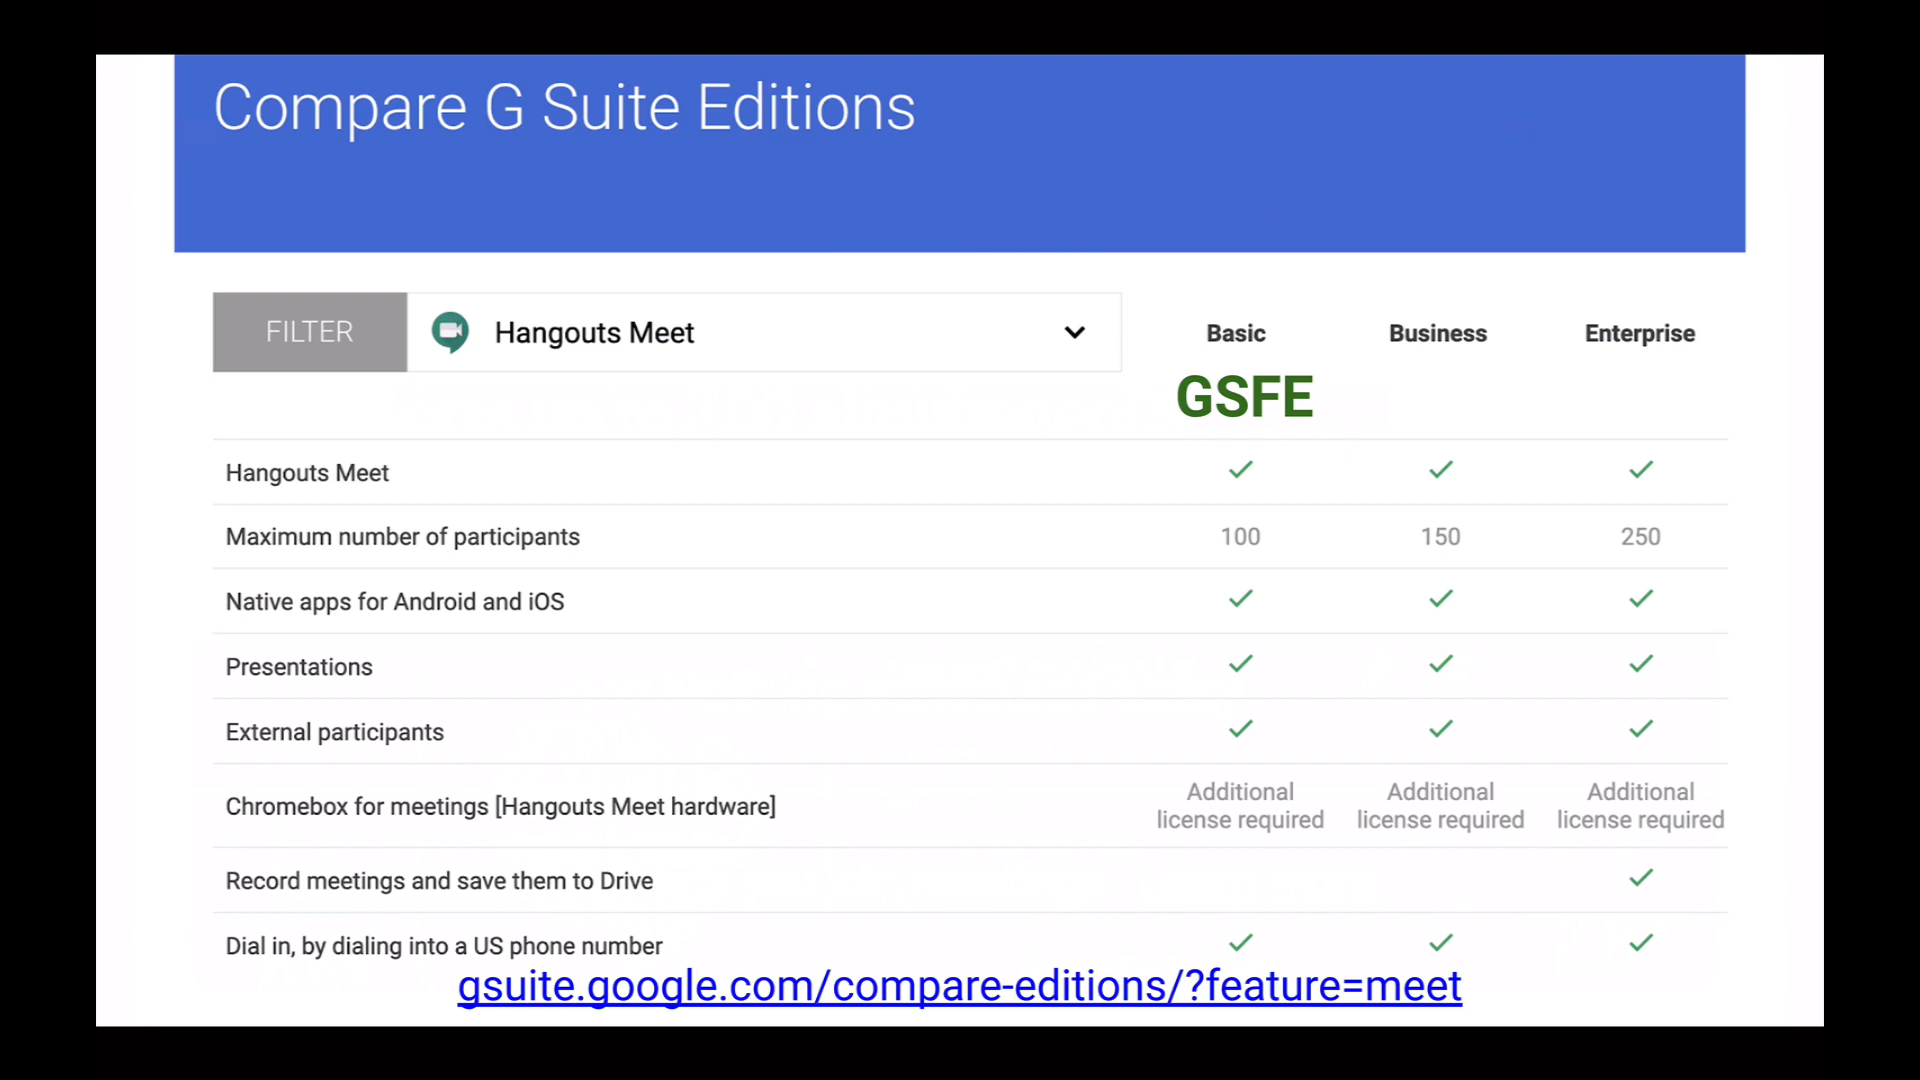 Compare G Suite Editions
FILTER Hangouts Meet Basic Business Enterprise
GSFE
Hangouts Meet
Maximum number of participants 100 150 250
Native apps for Android and iOS
Presentations
External participants
Chromebox for meetings [Hangouts Meet hardware] Additional license required Additional license required Additional license required
Record meetings and save them to Drive
Dial in, by dialing into a US phone number
gsuite.google.com/compare-editions/?feature=meet